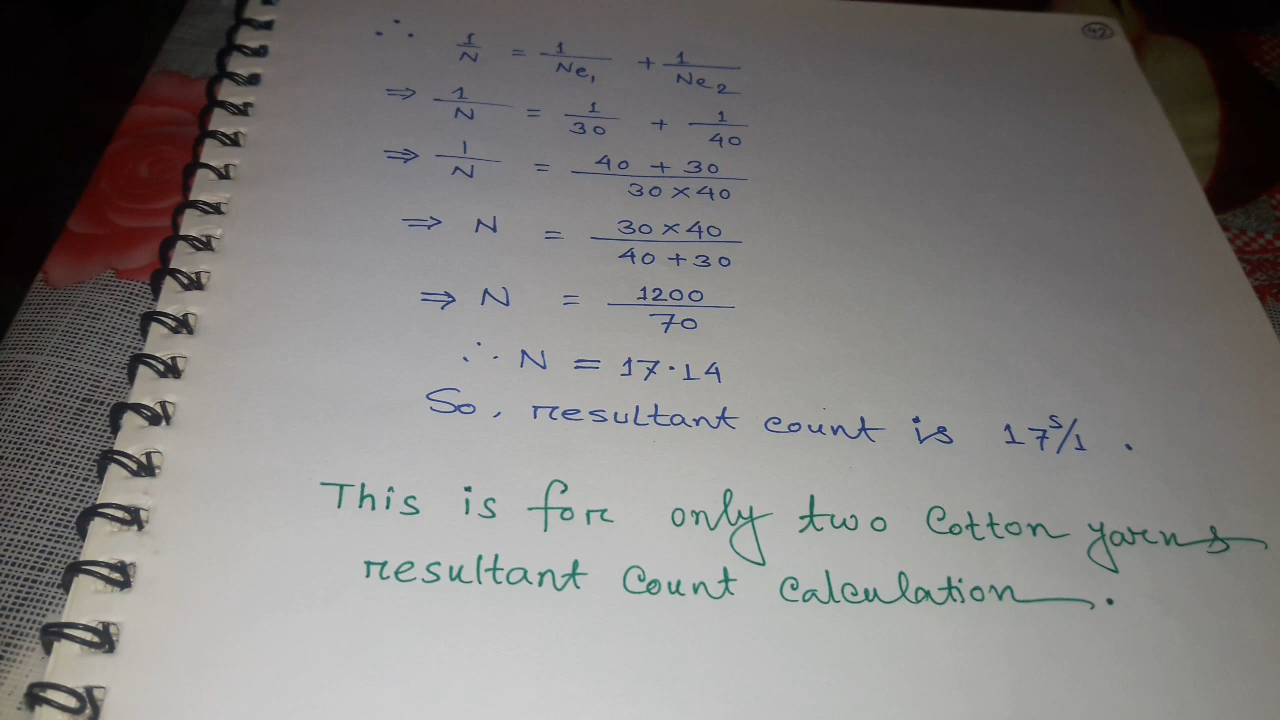 42
∴ 1/N = 1/Ne₁ + 1/Ne₂
⇒ 1/N = 1/30 + 1/40
⇒ 1/N = (40 + 30)/(30 × 40)
⇒ N = (30 × 40)/(40 + 30)
⇒ N = 1200/70
∴ N = 17.14
So, resultant count is 17ˢ/1 .
This is for only two Cotton yarns
resultant Count Calculation.